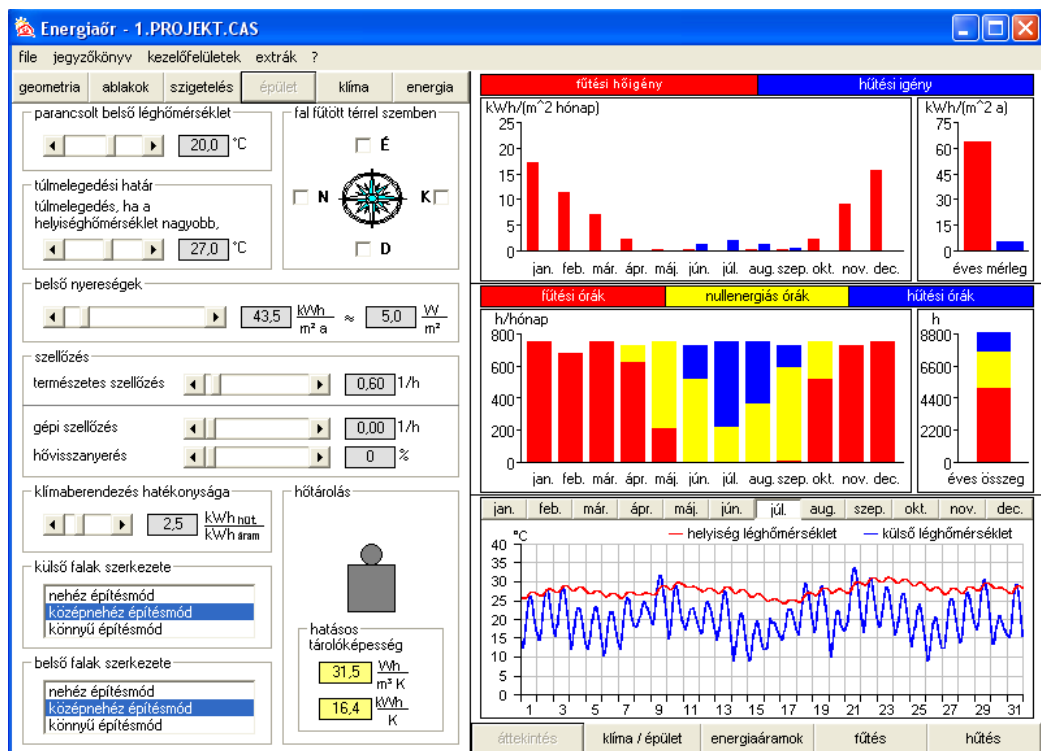 Energiaőr - 1.PROJEKT.CAS
file jegyzőkönyv kezelőfelületek extrák ?
geometria ablakok szigetelés épület klíma energia
parancsolt belső léghőmérséklet
20,0 °C
túlmelegedési határ
túlmelegedés, ha a
helyiséghőmérséklet nagyobb,
27,0 °C
fal fűtött térrel szemben
É
N K
D
belső nyereségek
43,5 kWh/m² a ≈ 5,0 W/m²
szellőzés
természetes szellőzés 0,60 1/h
gépi szellőzés 0,00 1/h
hővisszanyerés 0 %
klímaberendezés hatékonysága
2,5 kWh hűt/kWh áram
külső falak szerkezete
nehéz építésmód
középnehéz építésmód
könnyű építésmód
belső falak szerkezete
nehéz építésmód
középnehéz építésmód
könnyű építésmód
hőtárolás
hatásos
tárolóképesség
31,5 Wh/m³ K
16,4 kWh/K
fűtési hőigény hűtési igény
kWh/(m^2 hónap)
25
20
15
10
5
0
jan. feb. már. ápr. máj. jún. júl. aug. szep. okt. nov. dec.
kWh/(m^2 a)
75
60
45
30
15
0
éves mérleg
fűtési órák nullenergiás órák hűtési órák
h/hónap
800
600
400
200
0
jan. feb. már. ápr. máj. jún. júl. aug. szep. okt. nov. dec.
h
8800
6600
4400
2200
0
éves összeg
jan. feb. már. ápr. máj. jún. júl. aug. szep. okt. nov. dec.
°C helyiség léghőmérséklet külső léghőmérséklet
40
35
30
25
20
15
10
5
0
1 3 5 7 9 11 13 15 17 19 21 23 25 27 29 31
áttekintés klíma / épület energiaáramok fűtés hűtés